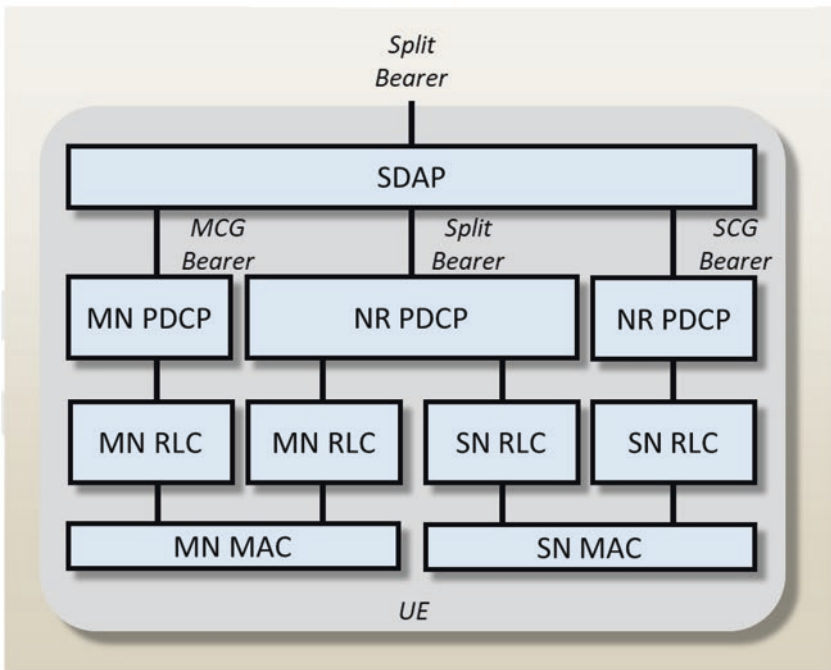 Split
Bearer
SDAP
MCG
Bearer
Split
Bearer
SCG
Bearer
MN PDCP
NR PDCP
NR PDCP
MN RLC
MN RLC
SN RLC
SN RLC
MN MAC
SN MAC
UE